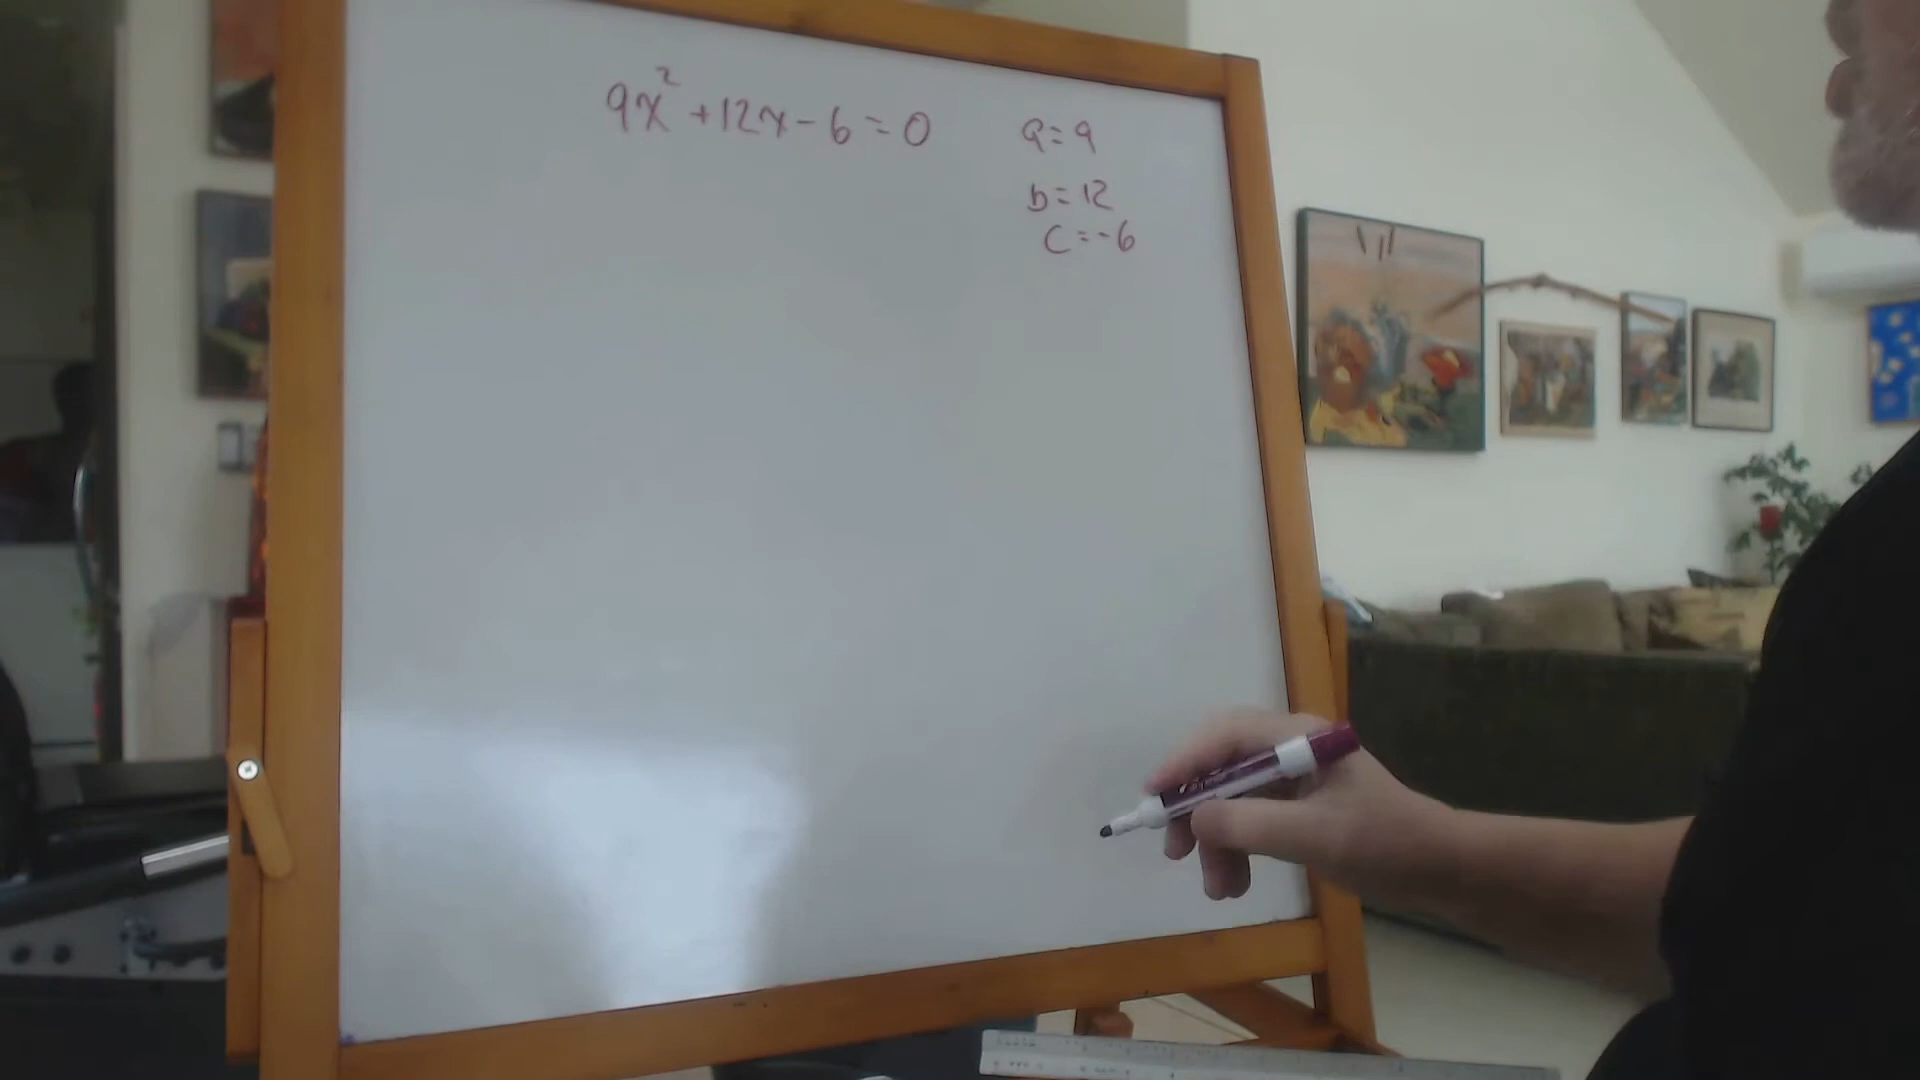 9x² + 12x - 6 = 0
a = 9
b = 12
c = -6